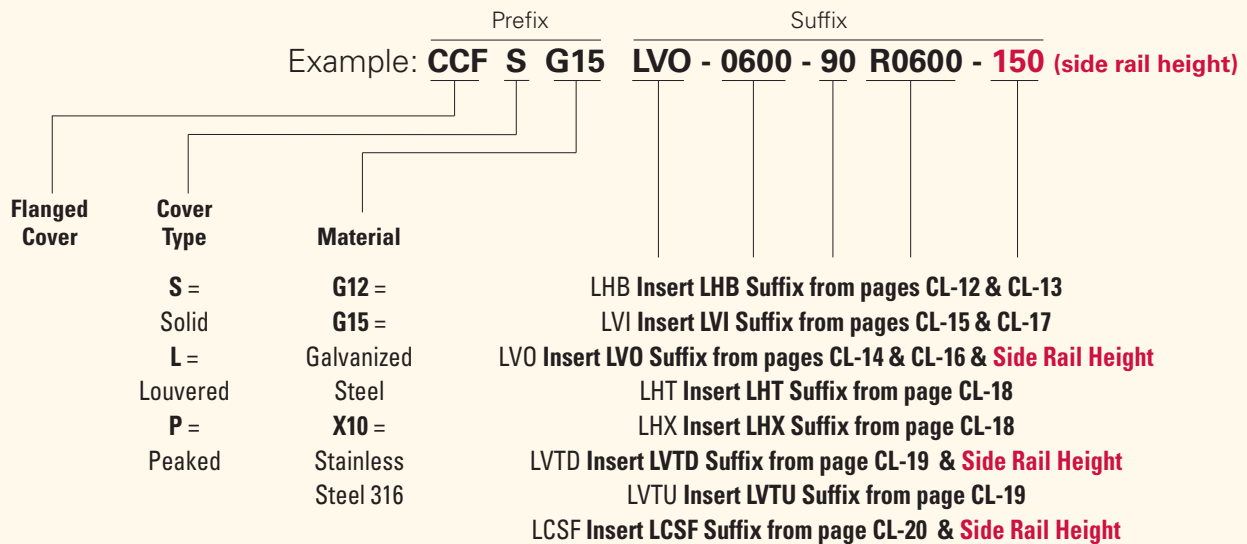 Prefix Suffix
Example: CCF S G15 LVO - 0600 - 90 R0600 - 150 (side rail height)
Flanged
Cover
Cover
Type
Material
S =
Solid
L =
Louvered
P =
Peaked
G12 =
G15 =
Galvanized
Steel
X10 =
Stainless
Steel 316
LHB Insert LHB Suffix from pages CL-12 & CL-13
LVI Insert LVI Suffix from pages CL-15 & CL-17
LVO Insert LVO Suffix from pages CL-14 & CL-16 & Side Rail Height
LHT Insert LHT Suffix from page CL-18
LHX Insert LHX Suffix from page CL-18
LVTD Insert LVTD Suffix from page CL-19 & Side Rail Height
LVTU Insert LVTU Suffix from page CL-19
LCSF Insert LCSF Suffix from page CL-20 & Side Rail Height